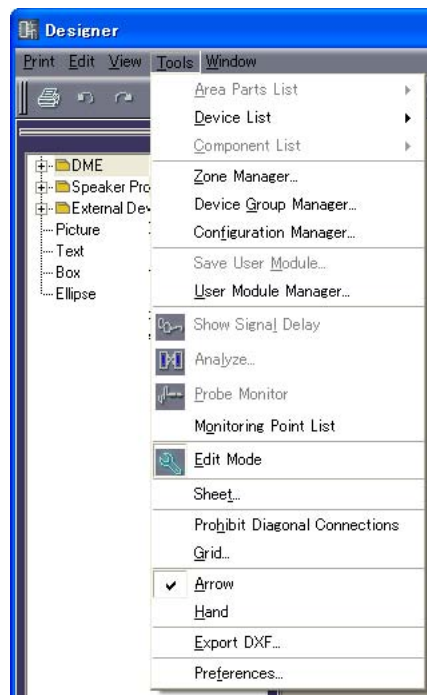 Designer
Print Edit View Tools Window
DME
Speaker Pro
External Dev
Picture
Text
Box
Ellipse
Area Parts List
Device List
Component List
Zone Manager...
Device Group Manager...
Configuration Manager...
Save User Module...
User Module Manager...
Show Signal Delay
Analyze...
Probe Monitor
Monitoring Point List
Edit Mode
Sheet...
Prohibit Diagonal Connections
Grid...
Arrow
Hand
Export DXF...
Preferences...